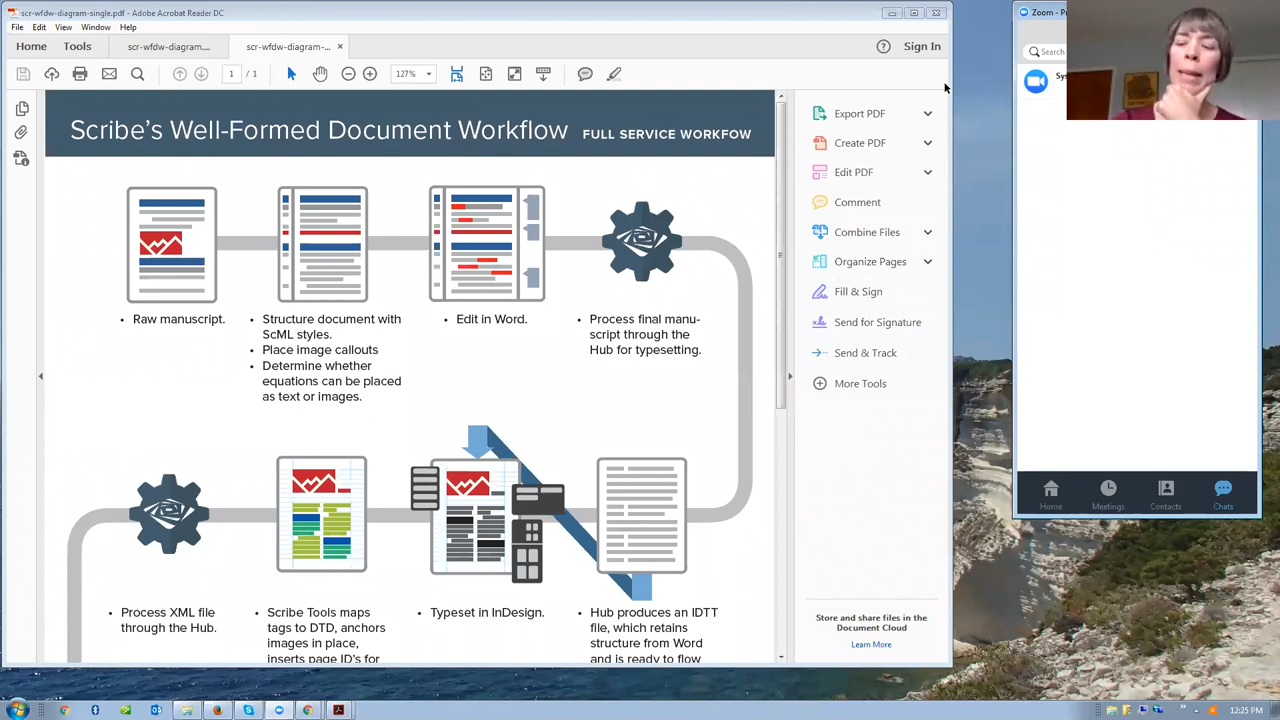 scr-wfdw-diagram-single.pdf - Adobe Acrobat Reader DC
File Edit View Window Help
Home Tools scr-wfdw-diagram.... scr-wfdw-diagram-... × Sign In
1 / 1 127%
Scribe's Well-Formed Document Workflow FULL SERVICE WORKFOW
• Raw manuscript.
• Structure document with
ScML styles.
• Place image callouts
• Determine whether
equations can be placed
as text or images.
• Edit in Word.
• Process final manu-
script through the
Hub for typesetting.
• Process XML file
through the Hub.
• Scribe Tools maps
tags to DTD, anchors
images in place,
inserts page ID's for
• Typeset in InDesign.
• Hub produces an IDTT
file, which retains
structure from Word
and is ready to flow
Export PDF
Create PDF
Edit PDF
Comment
Combine Files
Organize Pages
Fill & Sign
Send for Signature
Send & Track
More Tools
Store and share files in the
Document Cloud
Learn More
Zoom - P
Search
Sys
Home Meetings Contacts Chats
12:25 PM